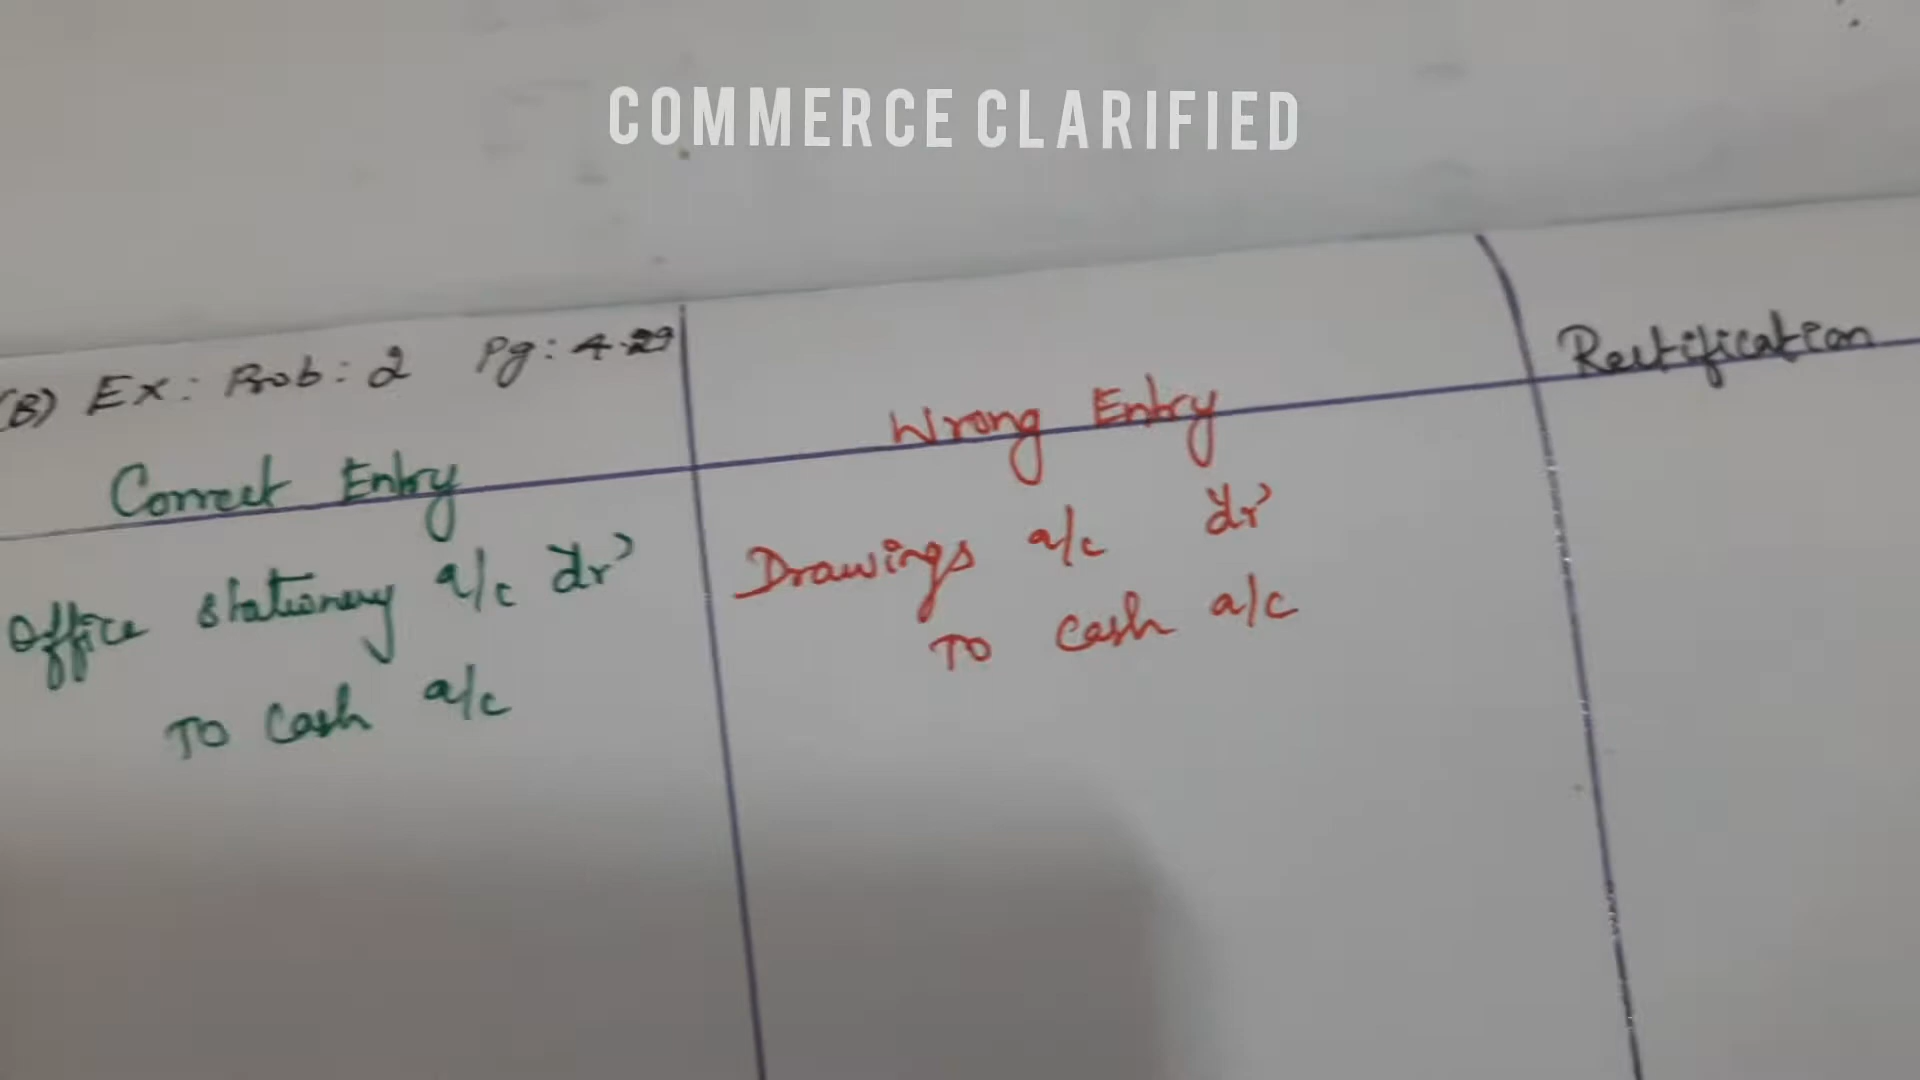 COMMERCE CLARIFIED
(B) Ex: Prob: 2 Pg: 4.29
Correct Entry
Wrong Entry
Rectification
Office stationery a/c dr
To cash a/c
Drawings a/c dr
To cash a/c